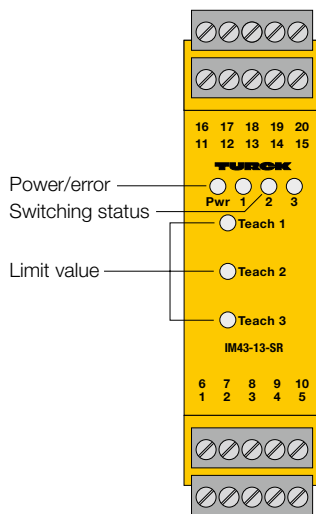 16 17 18 19 20
11 12 13 14 15
TURCK
Power/error
Pwr 1 2 3
Switching status
Teach 1
Limit value
Teach 2
Teach 3
IM43-13-SR
6 7 8 9 10
1 2 3 4 5